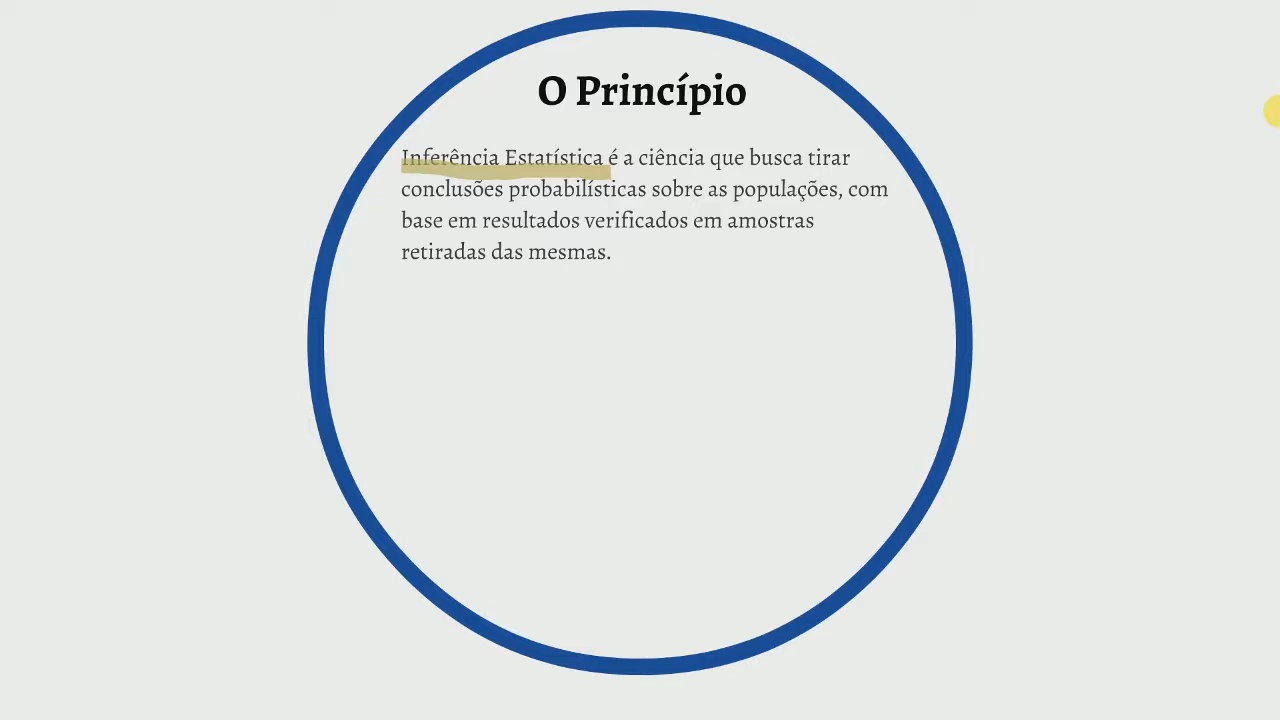 O Princípio
Inferência Estatística é a ciência que busca tirar
conclusões probabilísticas sobre as populações, com
base em resultados verificados em amostras
retiradas das mesmas.